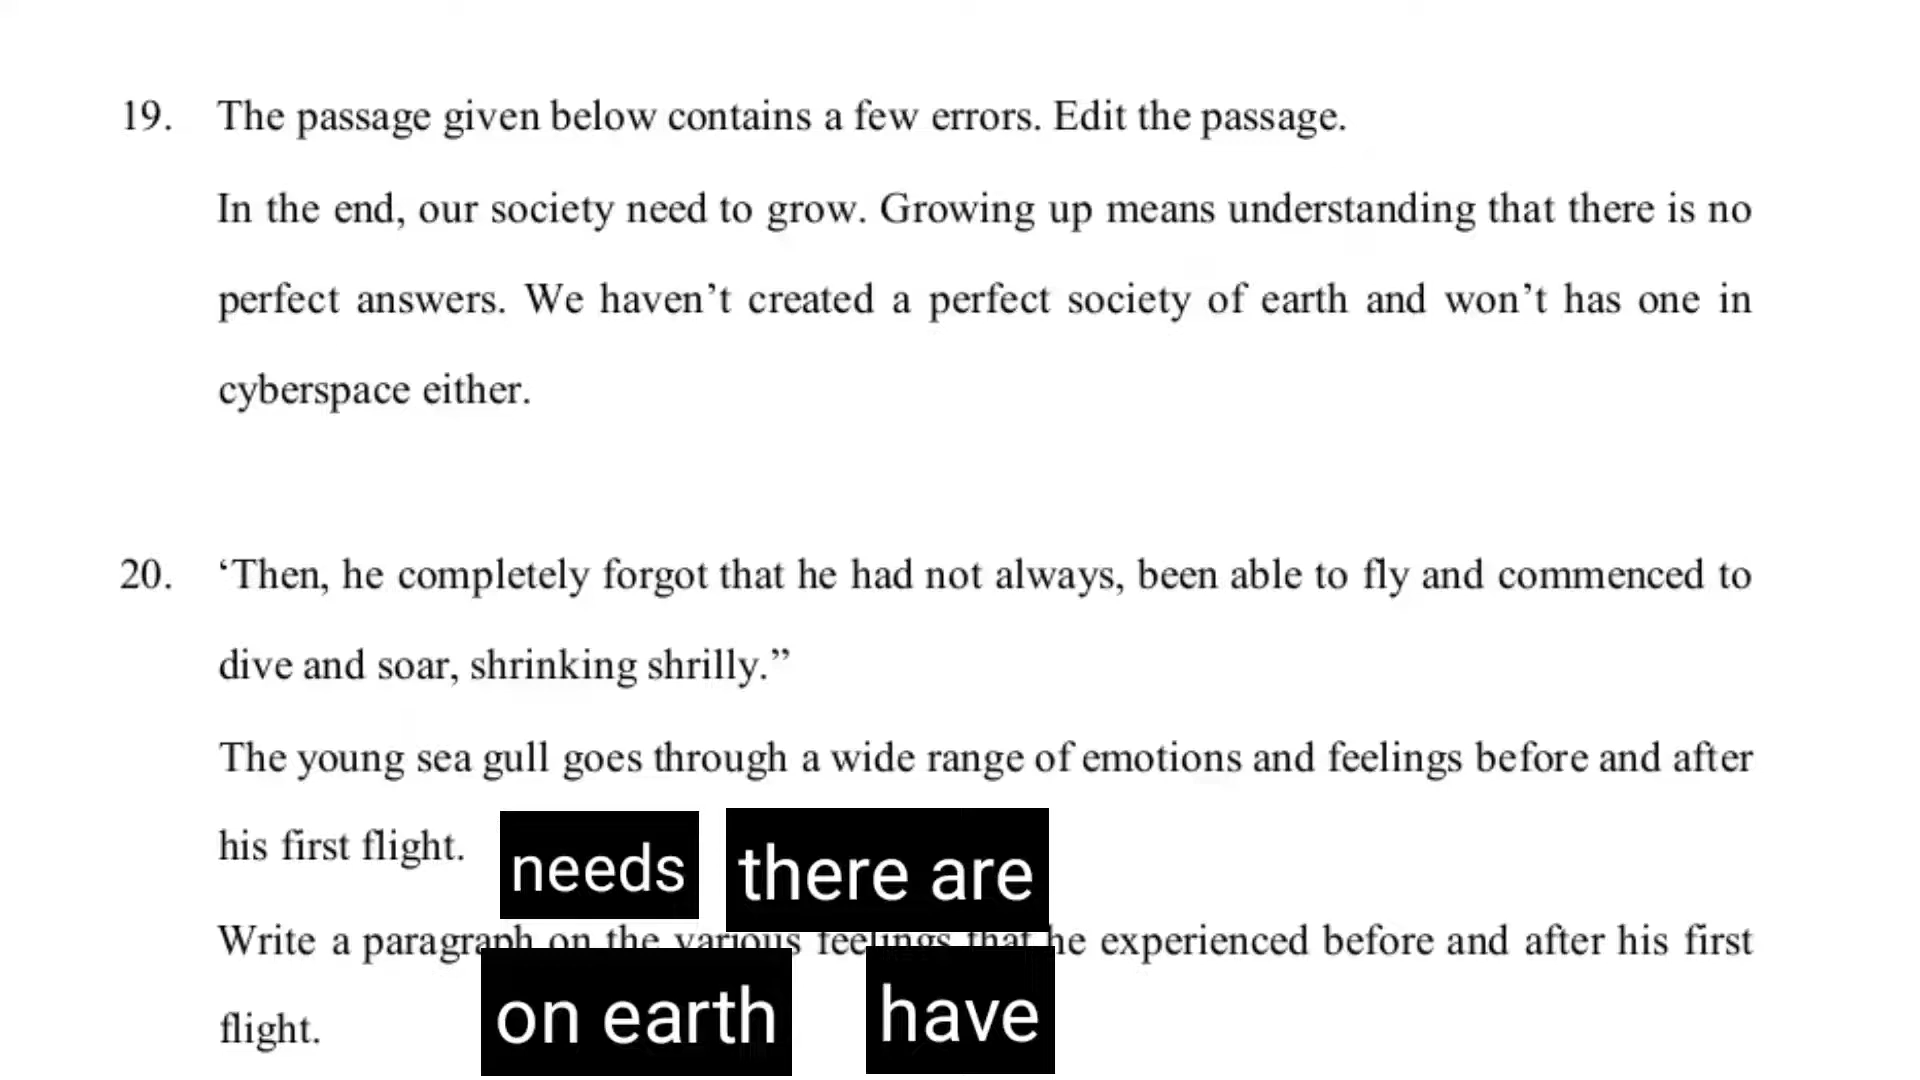 19. The passage given below contains a few errors. Edit the passage.
In the end, our society need to grow. Growing up means understanding that there is no
perfect answers. We haven’t created a perfect society of earth and won’t has one in
cyberspace either.
20. ‘Then, he completely forgot that he had not always, been able to fly and commenced to
dive and soar, shrinking shrilly.”
The young sea gull goes through a wide range of emotions and feelings before and after
his first flight.
needs there are
Write a paragraph on the various feelings that he experienced before and after his first
flight.
on earth have